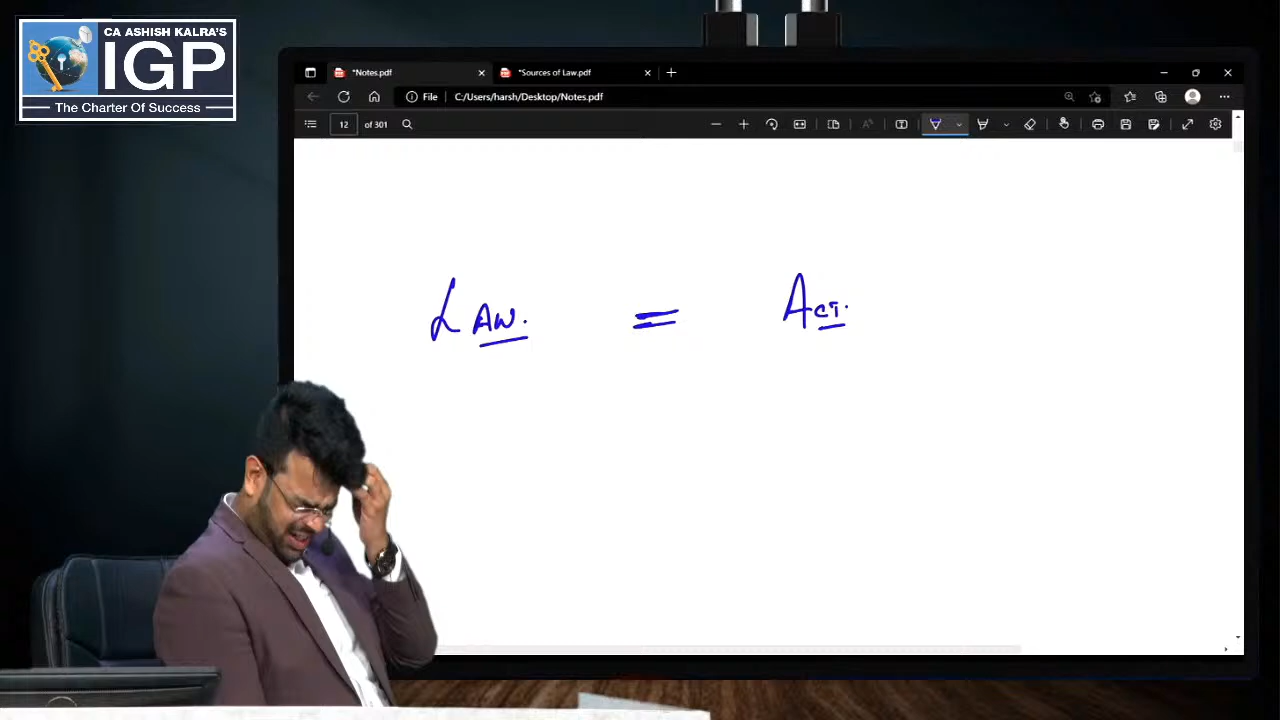 CA ASHISH KALRA'S
IGP
The Charter Of Success
*Notes.pdf
*Sources of Law.pdf
File
C:/Users/harsh/Desktop/Notes.pdf
12 of 301
LAW. = ACT.